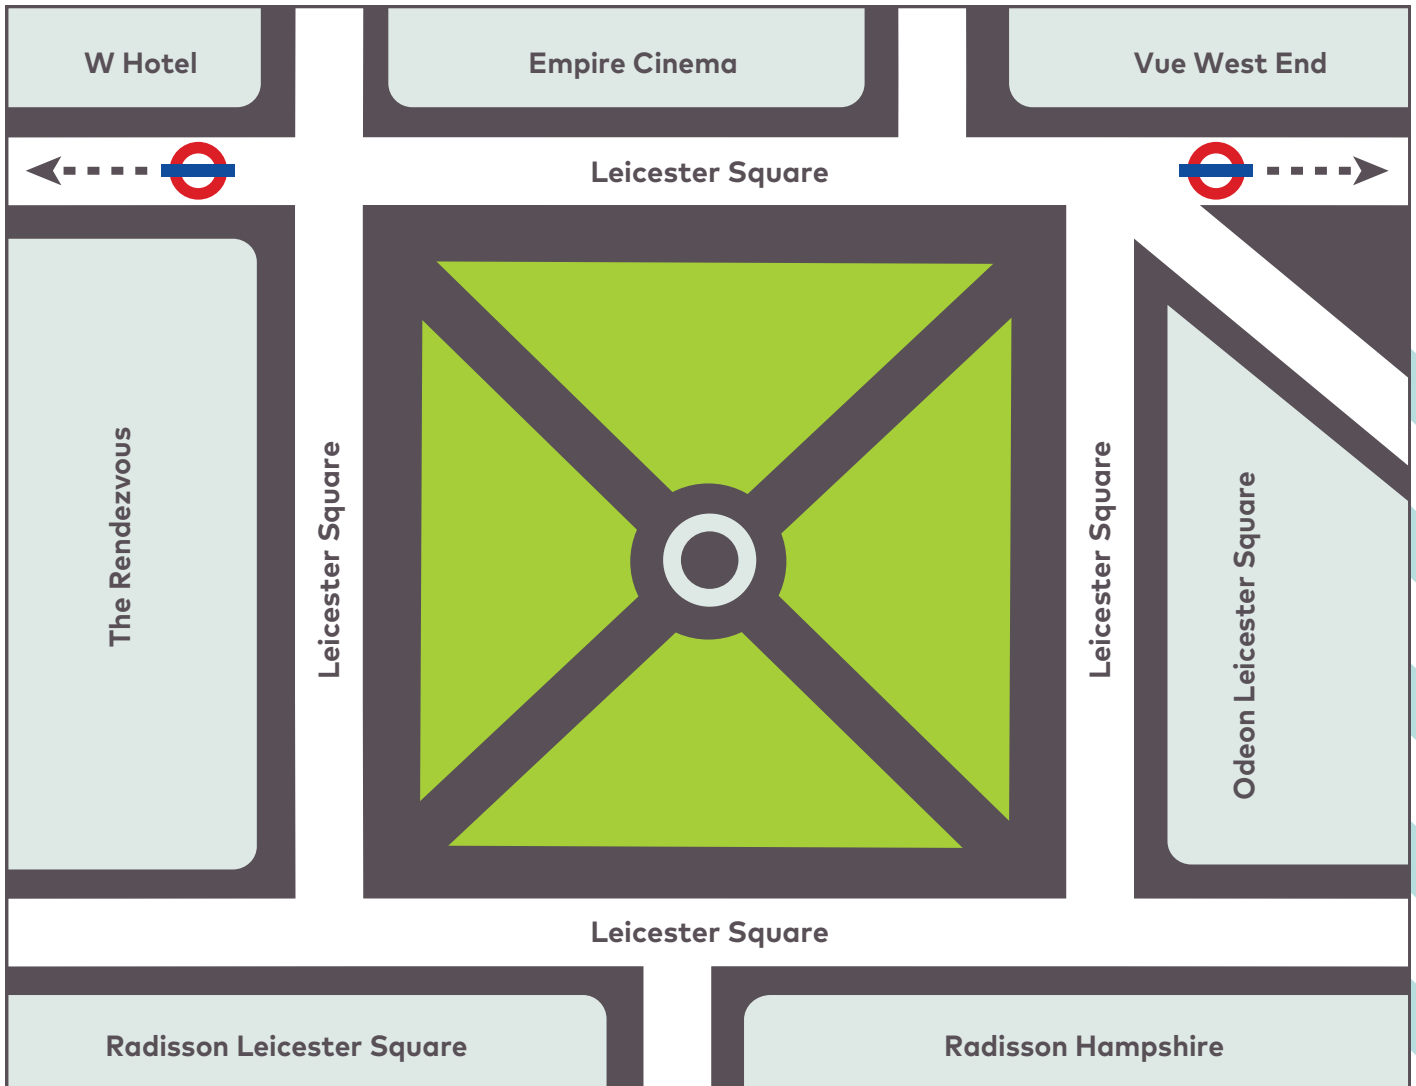 W Hotel
Empire Cinema
Vue West End
Leicester Square
The Rendezvous
Leicester Square
Leicester Square
Odeon Leicester Square
Leicester Square
Radisson Leicester Square
Radisson Hampshire